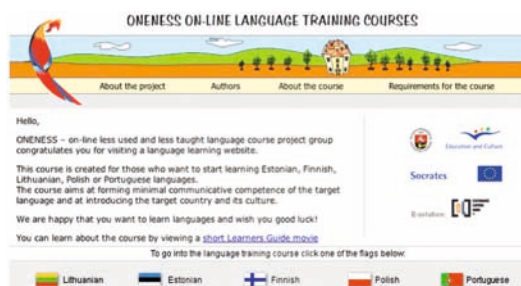 ONENESS ON-LINE LANGUAGE TRAINING COURSES
About the project Authors About the course Requirements for the course
Hello,
ONENESS – on-line less used and less taught language course project group
congratulates you for visiting a language learning website.
This course is created for those who want to start learning Estonian, Finnish,
Lithuanian, Polish or Portuguese languages.
The course aims at forming minimal communicative competence of the target
language and at introducing the target country and its culture.
We are happy that you want to learn languages and wish you good luck!
You can learn about the course by viewing a short Learners Guide movie
Education and Culture
Socrates
To go into the language training course click one of the flags below:
Lithuanian Estonian Finnish Polish Portuguese